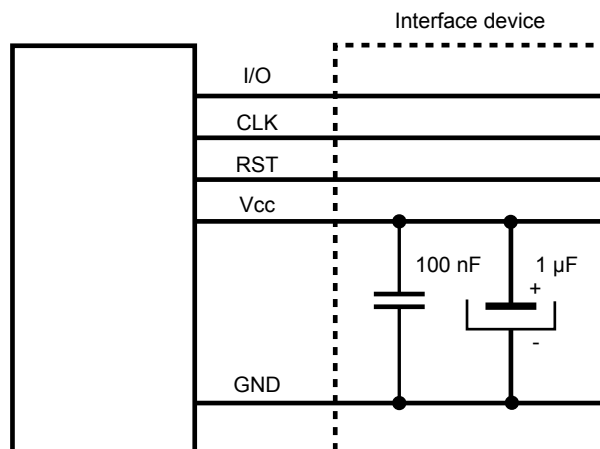 Interface device
I/O
CLK
RST
Vcc
100 nF
1 µF
+
-
GND